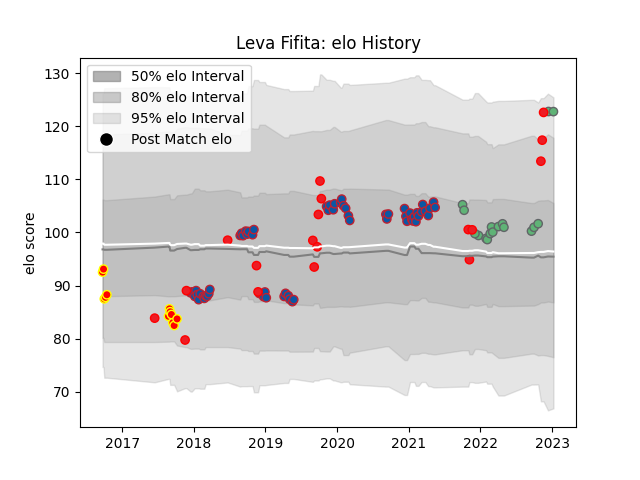 Leva Fifita: elo History
50% elo Interval
80% elo Interval
95% elo Interval
Post Match elo
elo score
130
120
110
100
90
80
70
2017 2018 2019 2020 2021 2022 2023